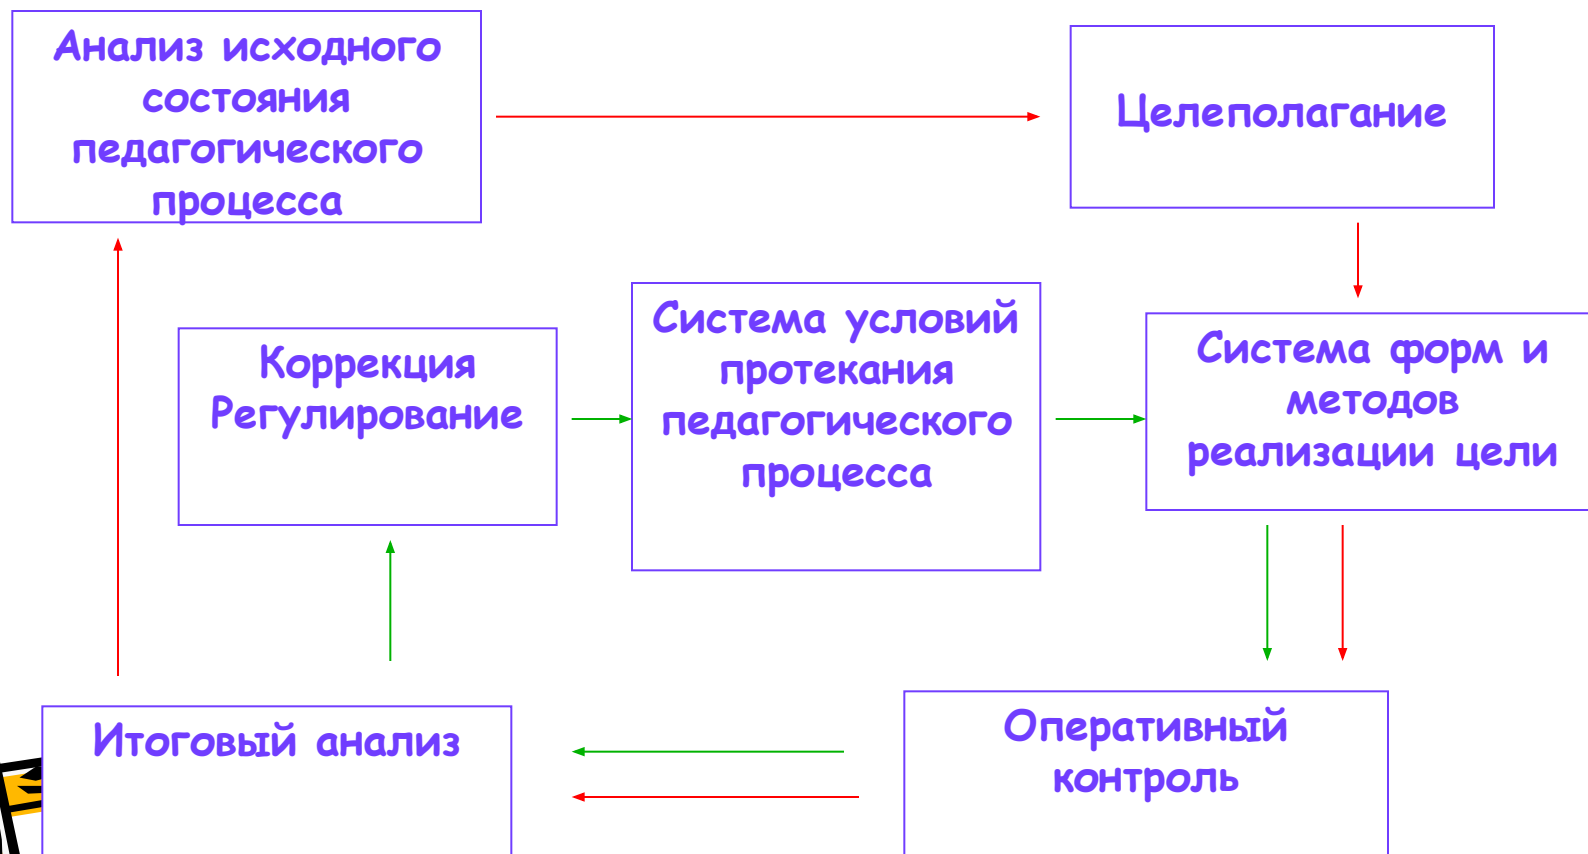 Анализ исходного
состояния
педагогического
процесса
Целеполагание
Коррекция
Регулирование
Система условий
протекания
педагогического
процесса
Система форм и
методов
реализации цели
Итоговый анализ
Оперативный
контроль